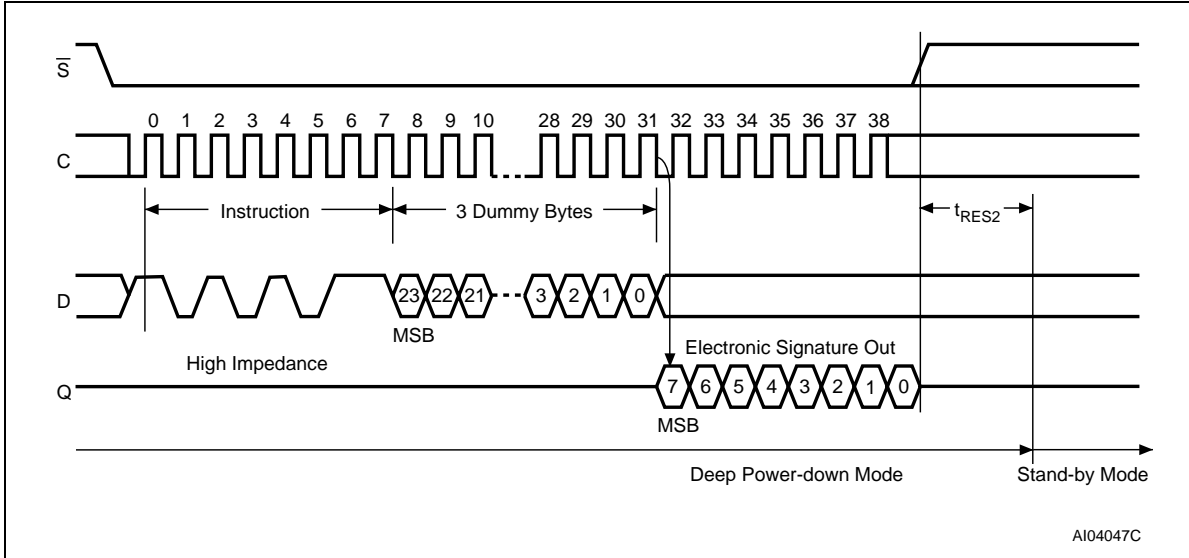 S
0 1 2 3 4 5 6 7 8 9 10 28 29 30 31 32 33 34 35 36 37 38
C
Instruction 3 Dummy Bytes tRES2
D
23 22 21 3 2 1 0
MSB
High Impedance Electronic Signature Out
Q
7 6 5 4 3 2 1 0
MSB
Deep Power-down Mode Stand-by Mode
AI04047C